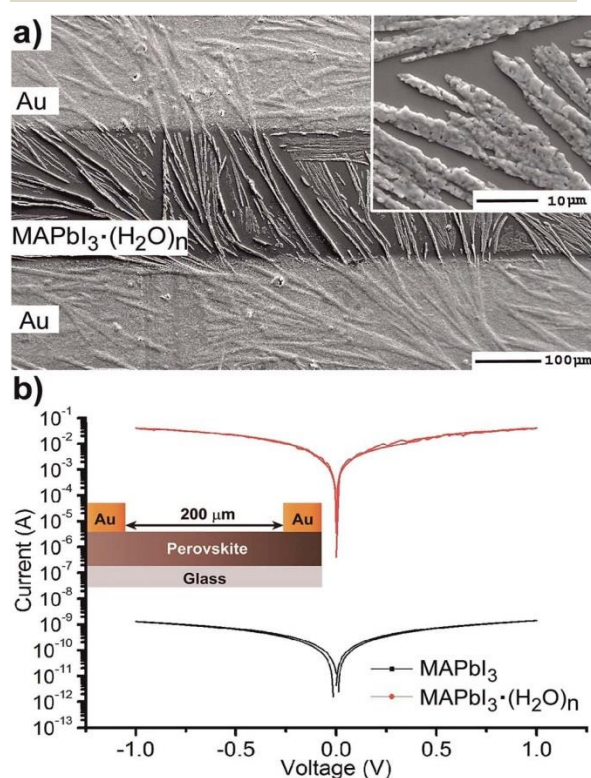 a)
Au
MAPbI₃·(H₂O)n
Au
10μm
100μm
b)
Current (A)
10⁻¹
10⁻²
10⁻³
10⁻⁴
10⁻⁵
10⁻⁶
10⁻⁷
10⁻⁸
10⁻⁹
10⁻¹⁰
10⁻¹¹
10⁻¹²
10⁻¹³
Au 200 μm Au
Perovskite
Glass
MAPbI₃
MAPbI₃·(H₂O)n
-1.0 -0.5 0.0 0.5 1.0
Voltage (V)